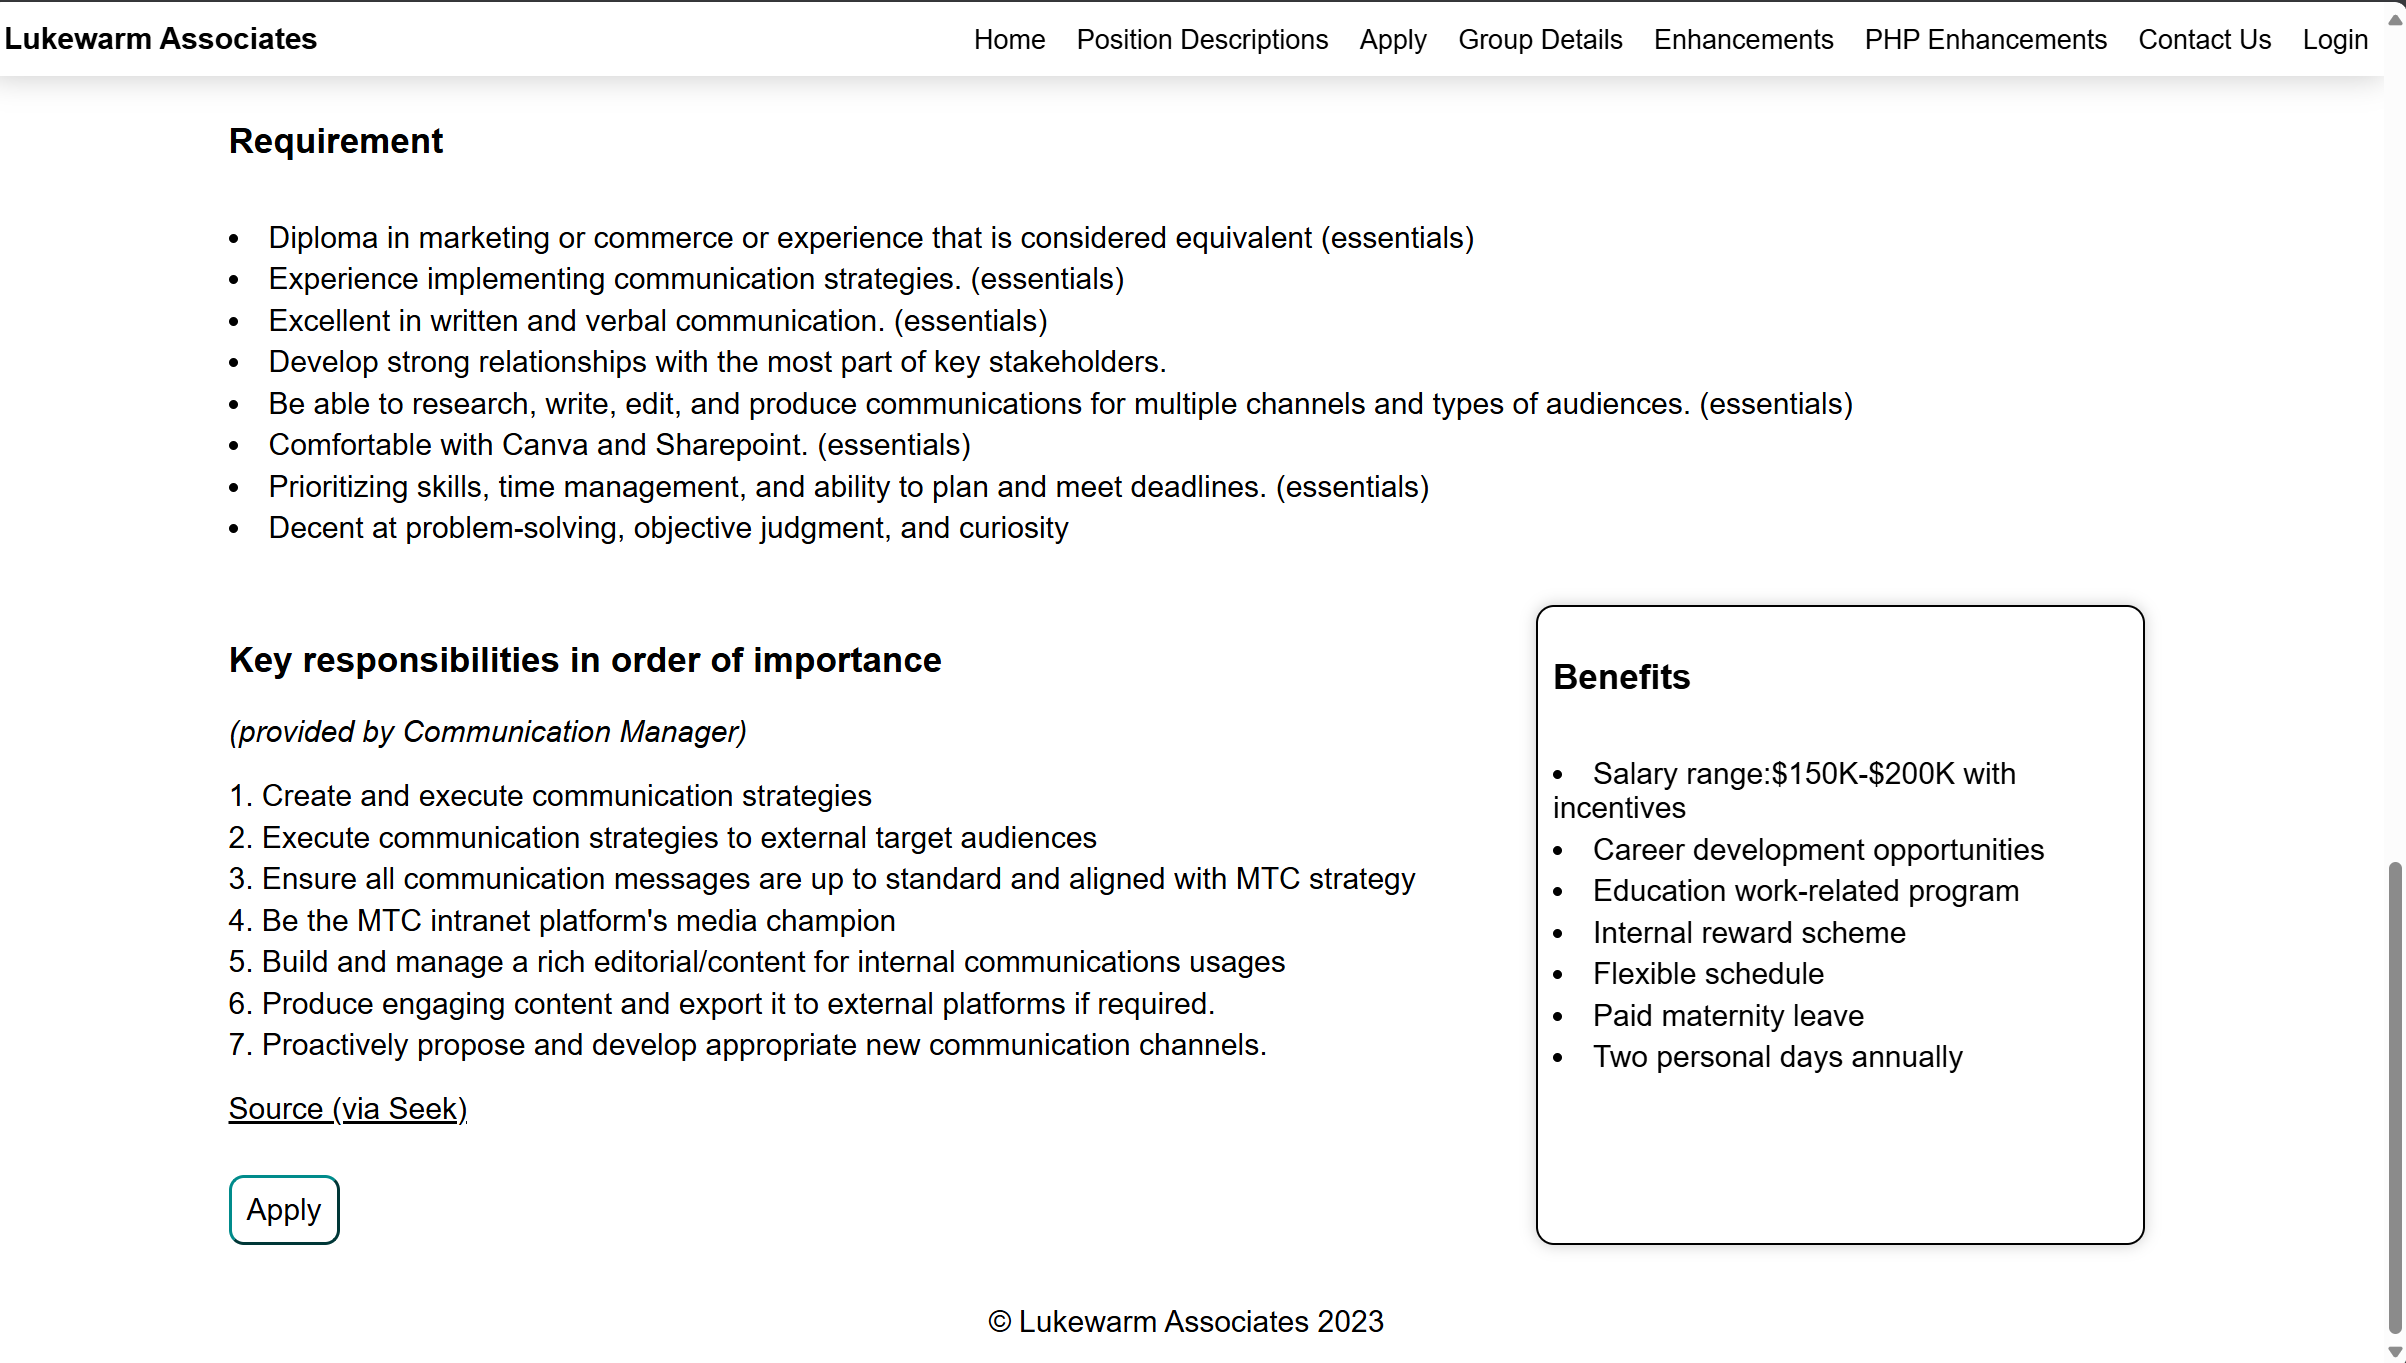 Lukewarm Associates
Home Position Descriptions Apply Group Details Enhancements PHP Enhancements Contact Us Login
Requirement
• Diploma in marketing or commerce or experience that is considered equivalent (essentials)
• Experience implementing communication strategies. (essentials)
• Excellent in written and verbal communication. (essentials)
• Develop strong relationships with the most part of key stakeholders.
• Be able to research, write, edit, and produce communications for multiple channels and types of audiences. (essentials)
• Comfortable with Canva and Sharepoint. (essentials)
• Prioritizing skills, time management, and ability to plan and meet deadlines. (essentials)
• Decent at problem-solving, objective judgment, and curiosity
Key responsibilities in order of importance
(provided by Communication Manager)
1. Create and execute communication strategies
2. Execute communication strategies to external target audiences
3. Ensure all communication messages are up to standard and aligned with MTC strategy
4. Be the MTC intranet platform's media champion
5. Build and manage a rich editorial/content for internal communications usages
6. Produce engaging content and export it to external platforms if required.
7. Proactively propose and develop appropriate new communication channels.
Source (via Seek)
Apply
Benefits
• Salary range:$150K-$200K with
incentives
• Career development opportunities
• Education work-related program
• Internal reward scheme
• Flexible schedule
• Paid maternity leave
• Two personal days annually
© Lukewarm Associates 2023